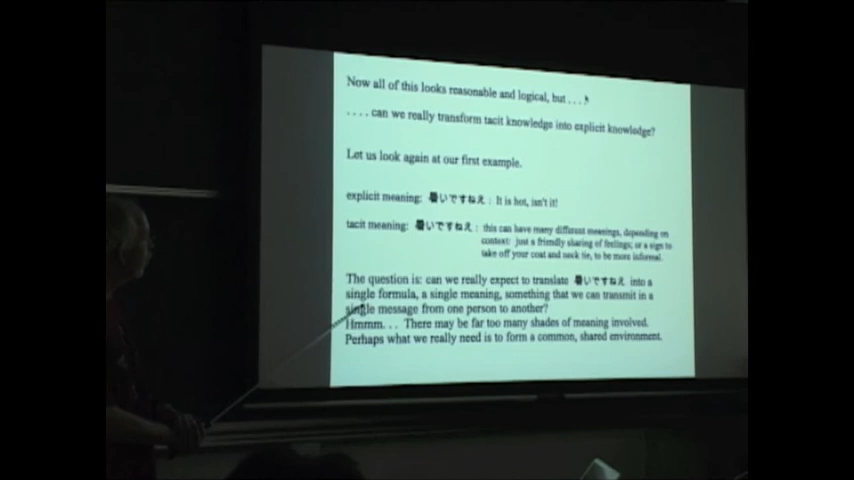 Now all of this looks reasonable and logical, but . . .
. . . . can we really transform tacit knowledge into explicit knowledge?
Let us look again at our first example.
explicit meaning: 暑いですねえ : It is hot, isn't it!
tacit meaning: 暑いですねえ : this can have many different meanings, depending on
context: just a friendly sharing of feelings; or a sign to
take off your coat and neck tie, to be more informal.
The question is: can we really expect to translate 暑いですねえ into a
single formula, a single meaning, something that we can transmit in a
single message from one person to another?
Hmmm. . . There may be far too many shades of meaning involved.
Perhaps what we really need is to form a common, shared environment.